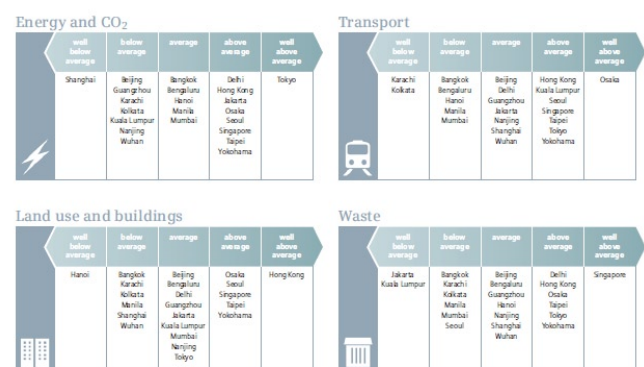 Energy and CO₂
well below average
below average
average
above average
well above average
Shanghai
Beijing
Guangzhou
Karachi
Kolkata
Kuala Lumpur
Nanjing
Wuhan
Bangkok
Bengaluru
Hanoi
Manila
Mumbai
Delhi
Hong Kong
Jakarta
Osaka
Seoul
Singapore
Taipei
Yokohama
Tokyo
Transport
well below average
below average
average
above average
well above average
Karachi
Kolkata
Bangkok
Bengaluru
Hanoi
Manila
Mumbai
Beijing
Delhi
Guangzhou
Jakarta
Nanjing
Shanghai
Wuhan
Hong Kong
Kuala Lumpur
Seoul
Singapore
Taipei
Tokyo
Yokohama
Osaka
Land use and buildings
well below average
below average
average
above average
well above average
Hanoi
Bangkok
Karachi
Kolkata
Manila
Shanghai
Wuhan
Beijing
Bengaluru
Delhi
Guangzhou
Jakarta
Kuala Lumpur
Mumbai
Nanjing
Tokyo
Osaka
Seoul
Singapore
Taipei
Yokohama
Hong Kong
Waste
well below average
below average
average
above average
well above average
Jakarta
Kuala Lumpur
Bangkok
Karachi
Kolkata
Manila
Mumbai
Seoul
Beijing
Bengaluru
Guangzhou
Hanoi
Nanjing
Shanghai
Wuhan
Delhi
Hong Kong
Osaka
Taipei
Tokyo
Yokohama
Singapore